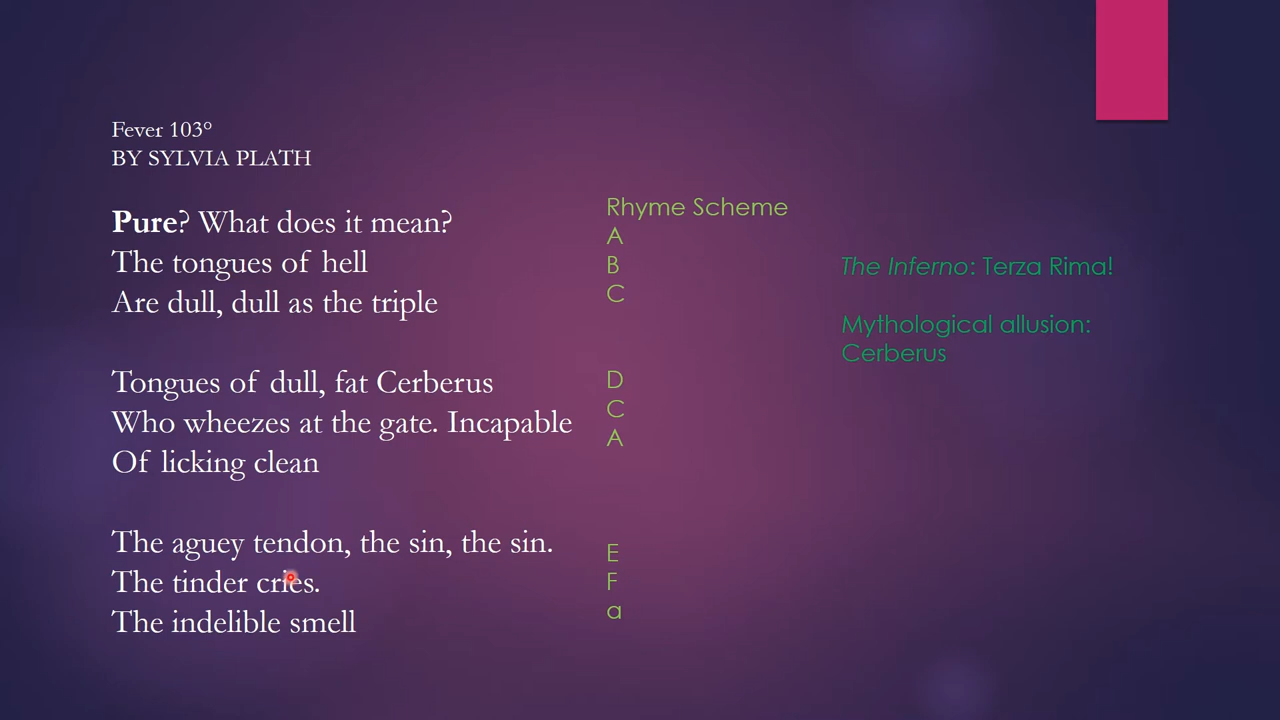 Fever 103°
BY SYLVIA PLATH
Pure? What does it mean?
The tongues of hell
Are dull, dull as the triple
Tongues of dull, fat Cerberus
Who wheezes at the gate. Incapable
Of licking clean
The aguey tendon, the sin, the sin.
The tinder cries.
The indelible smell
Rhyme Scheme
A
B
C
D
C
A
E
F
a
The Inferno: Terza Rima!
Mythological allusion:
Cerberus